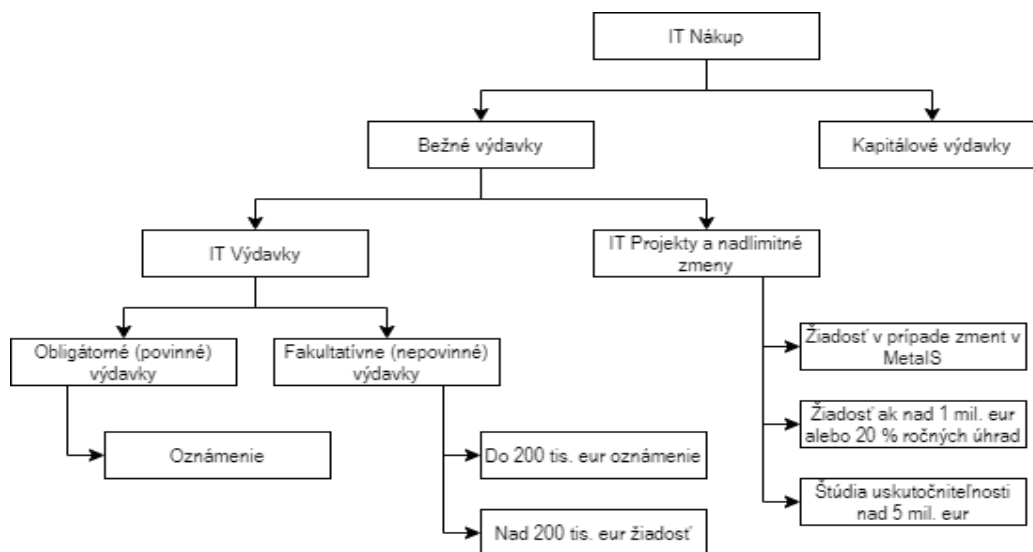 IT Nákup
Bežné výdavky
Kapitálové výdavky
IT Výdavky
IT Projekty a nadlimitné
zmeny
Obligátorné (povinné)
výdavky
Fakultatívne (nepovinné)
výdavky
Žiadosť v prípade zment v
MetaIS
Žiadosť ak nad 1 mil. eur
alebo 20 % ročných úhrad
Oznámenie
Do 200 tis. eur oznámenie
Štúdia uskutočniteľnosti
nad 5 mil. eur
Nad 200 tis. eur žiadosť